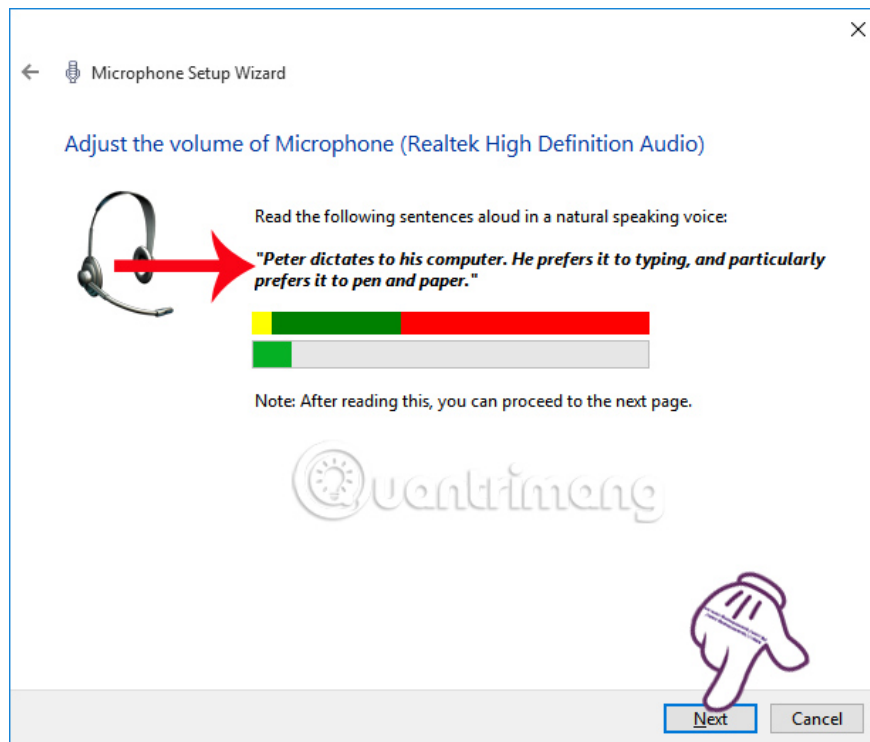 Microphone Setup Wizard
Adjust the volume of Microphone (Realtek High Definition Audio)
Read the following sentences aloud in a natural speaking voice:
"Peter dictates to his computer. He prefers it to typing, and particularly
prefers it to pen and paper."
Note: After reading this, you can proceed to the next page.
Quantrimang
Next
Cancel